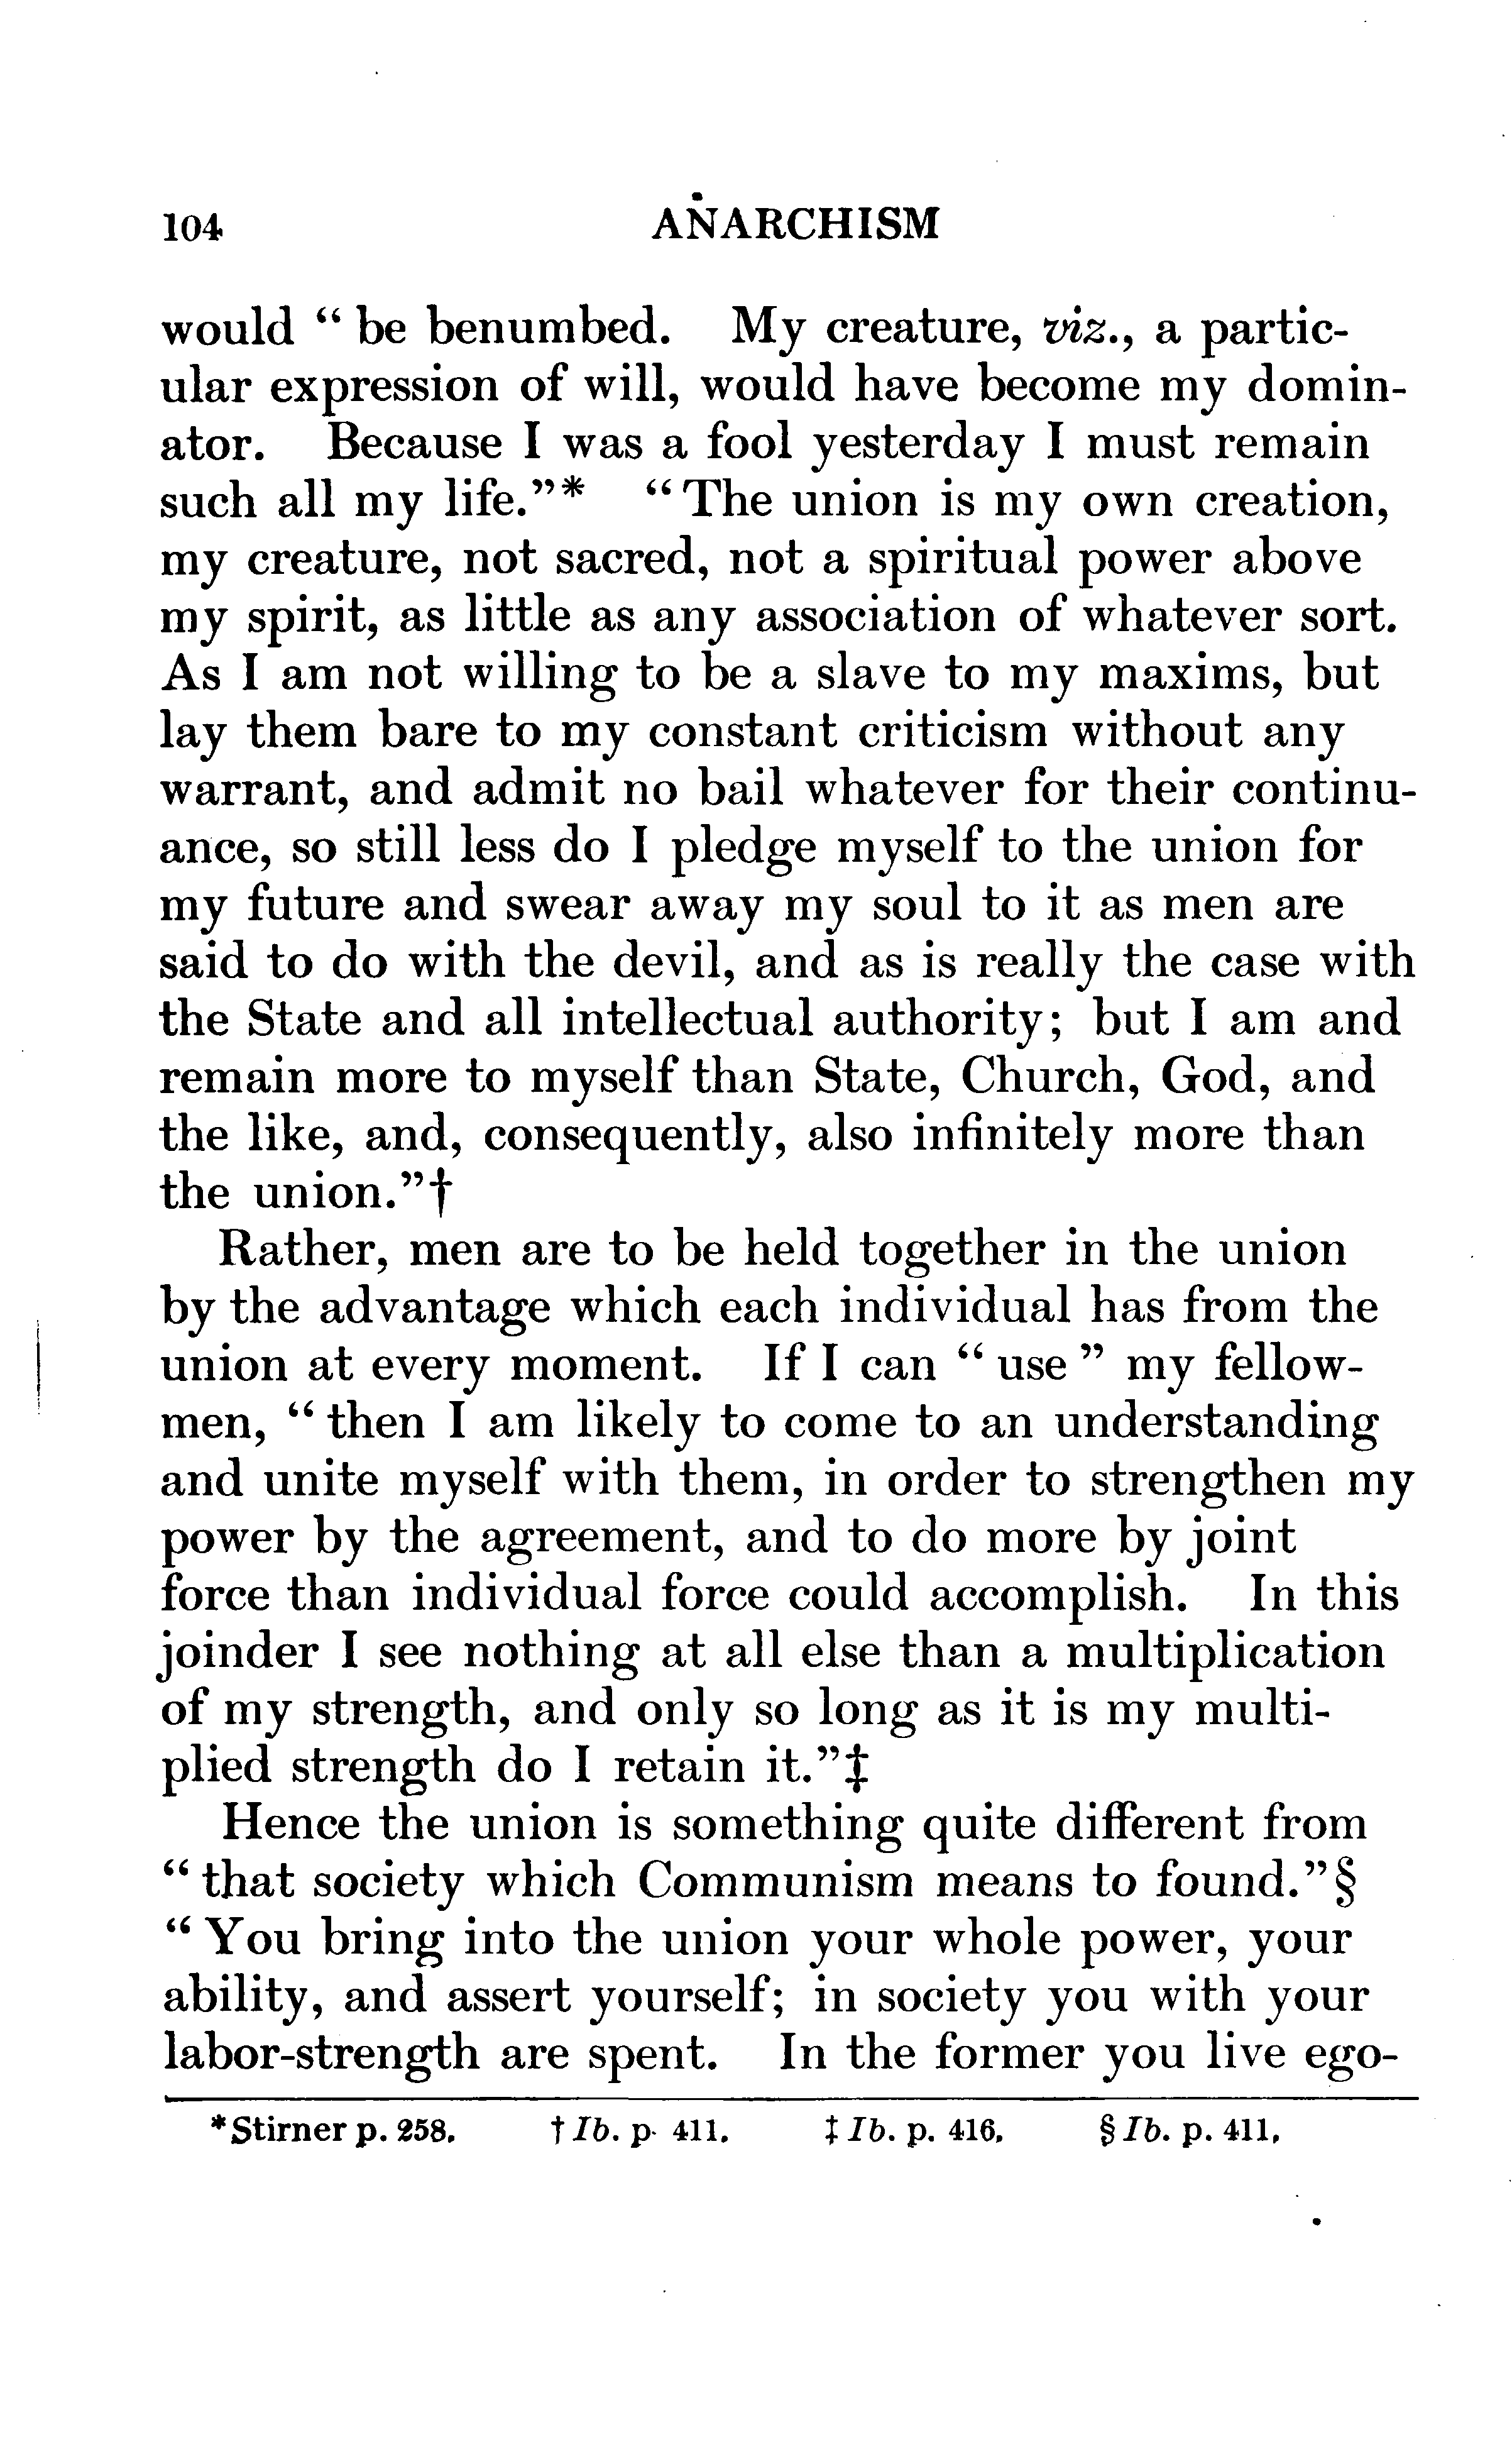 104 ANARCHISM
would “ be benumbed. My creature, viz., a partic-
ular expression of will, would have become my domin-
ator. Because I was a fool yesterday I must remain
such all my life.”* “ The union is my own creation,
my creature, not sacred, not a spiritual power above
my spirit, as little as any association of whatever sort.
As I am not willing to be a slave to my maxims, but
lay them bare to my constant criticism without any
warrant, and admit no bail whatever for their continu-
ance, so still less do I pledge myself to the union for
my future and swear away my soul to it as men are
said to do with the devil, and as is really the case with
the State and all intellectual authority; but I am and
remain more to myself than State, Church, God, and
the like, and, consequently, also infinitely more than
the union.”†
Rather, men are to be held together in the union
by the advantage which each individual has from the
union at every moment. If I can “ use ” my fellow-
men, “ then I am likely to come to an understanding
and unite myself with them, in order to strengthen my
power by the agreement, and to do more by joint
force than individual force could accomplish. In this
joinder I see nothing at all else than a multiplication
of my strength, and only so long as it is my multi-
plied strength do I retain it.”‡
Hence the union is something quite different from
“ that society which Communism means to found.”§
“ You bring into the union your whole power, your
ability, and assert yourself; in society you with your
labor-strength are spent. In the former you live ego-
*Stirner p. 258. † Ib. p. 411. ‡ Ib. p. 416. § Ib. p. 411.